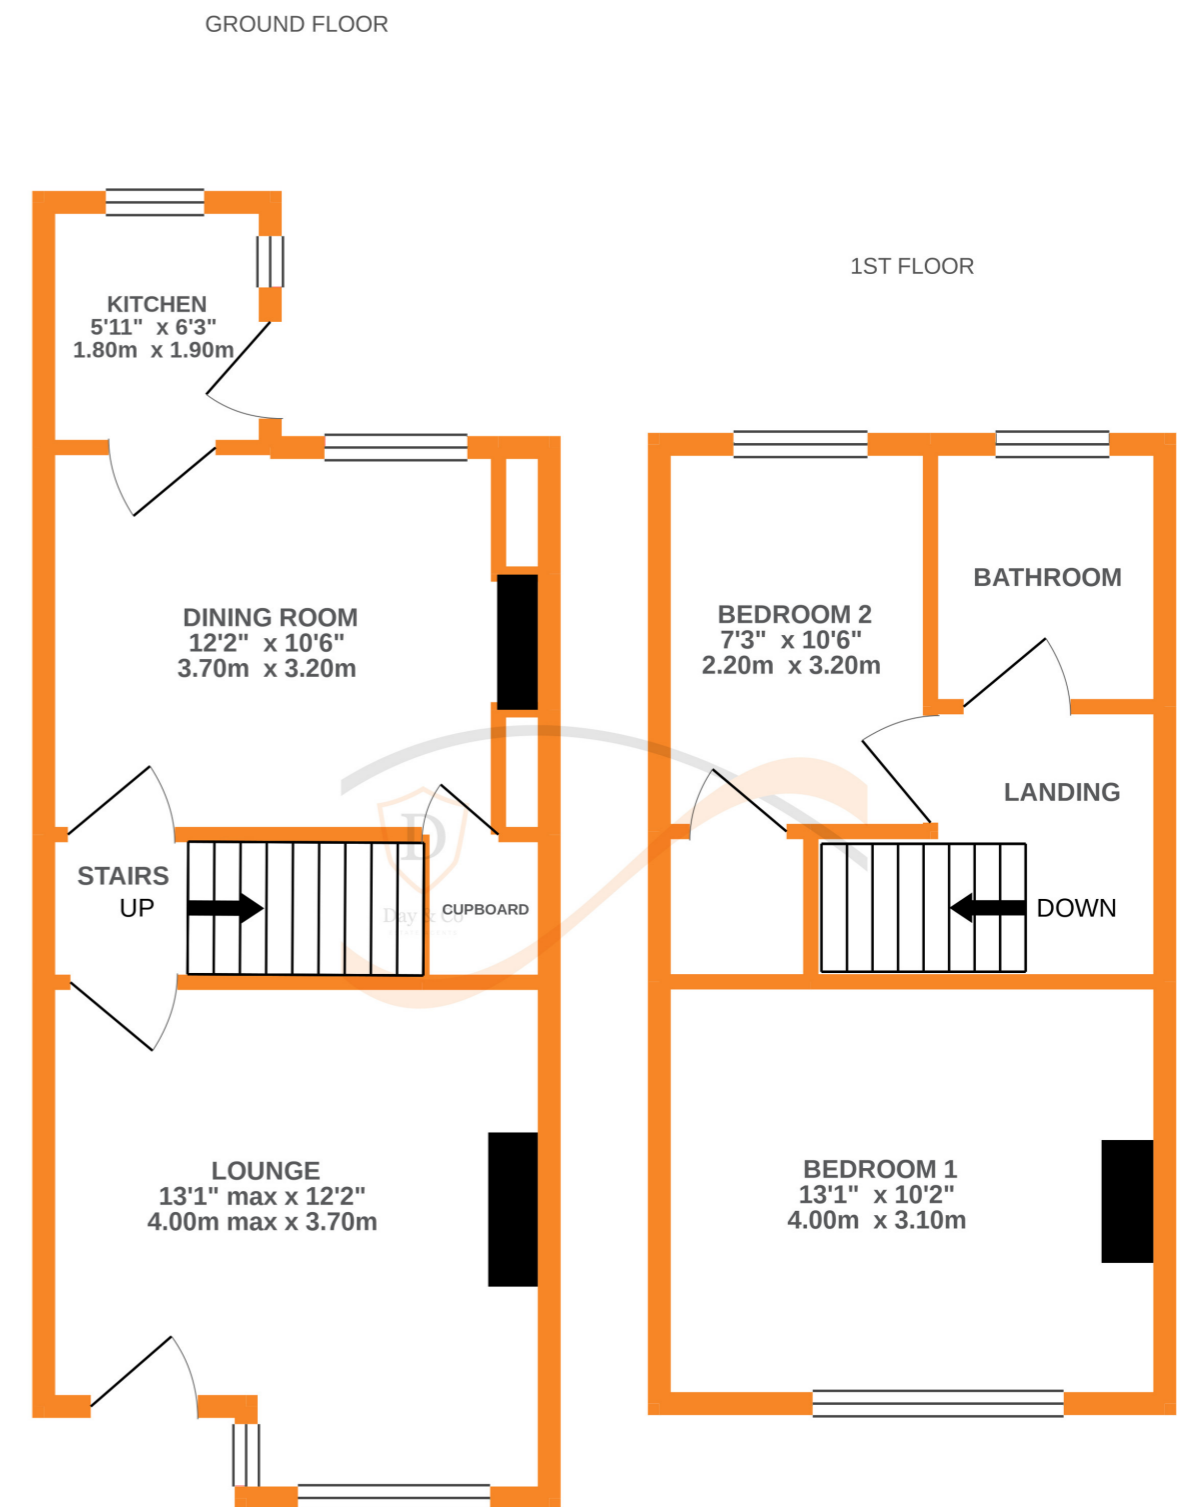 GROUND FLOOR
KITCHEN
5'11" x 6'3"
1.80m x 1.90m
DINING ROOM
12'2" x 10'6"
3.70m x 3.20m
STAIRS
UP
CUPBOARD
D
Day & Co
LOUNGE
13'1" max x 12'2"
4.00m max x 3.70m
1ST FLOOR
BATHROOM
BEDROOM 2
7'3" x 10'6"
2.20m x 3.20m
LANDING
DOWN
BEDROOM 1
13'1" x 10'2"
4.00m x 3.10m